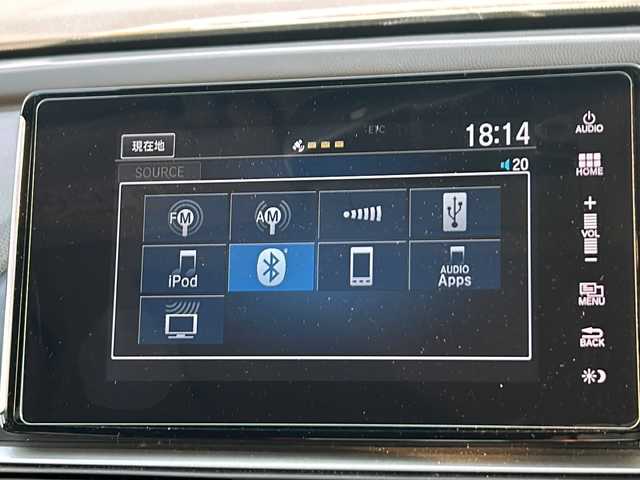 現在地
ETC
18:14
AUDIO
SOURCE
20
HOME
FM
AM
VOL
iPod
AUDIO
Apps
MENU
BACK